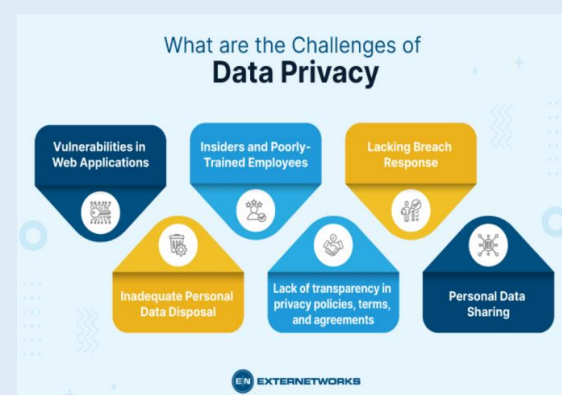 What are the Challenges of
Data Privacy
Vulnerabilities in
Web Applications
Insiders and Poorly-
Trained Employees
Lacking Breach
Response
Inadequate Personal
Data Disposal
Lack of transparency in
privacy policies, terms,
and agreements
Personal Data
Sharing
E|N EXTERNETWORKS